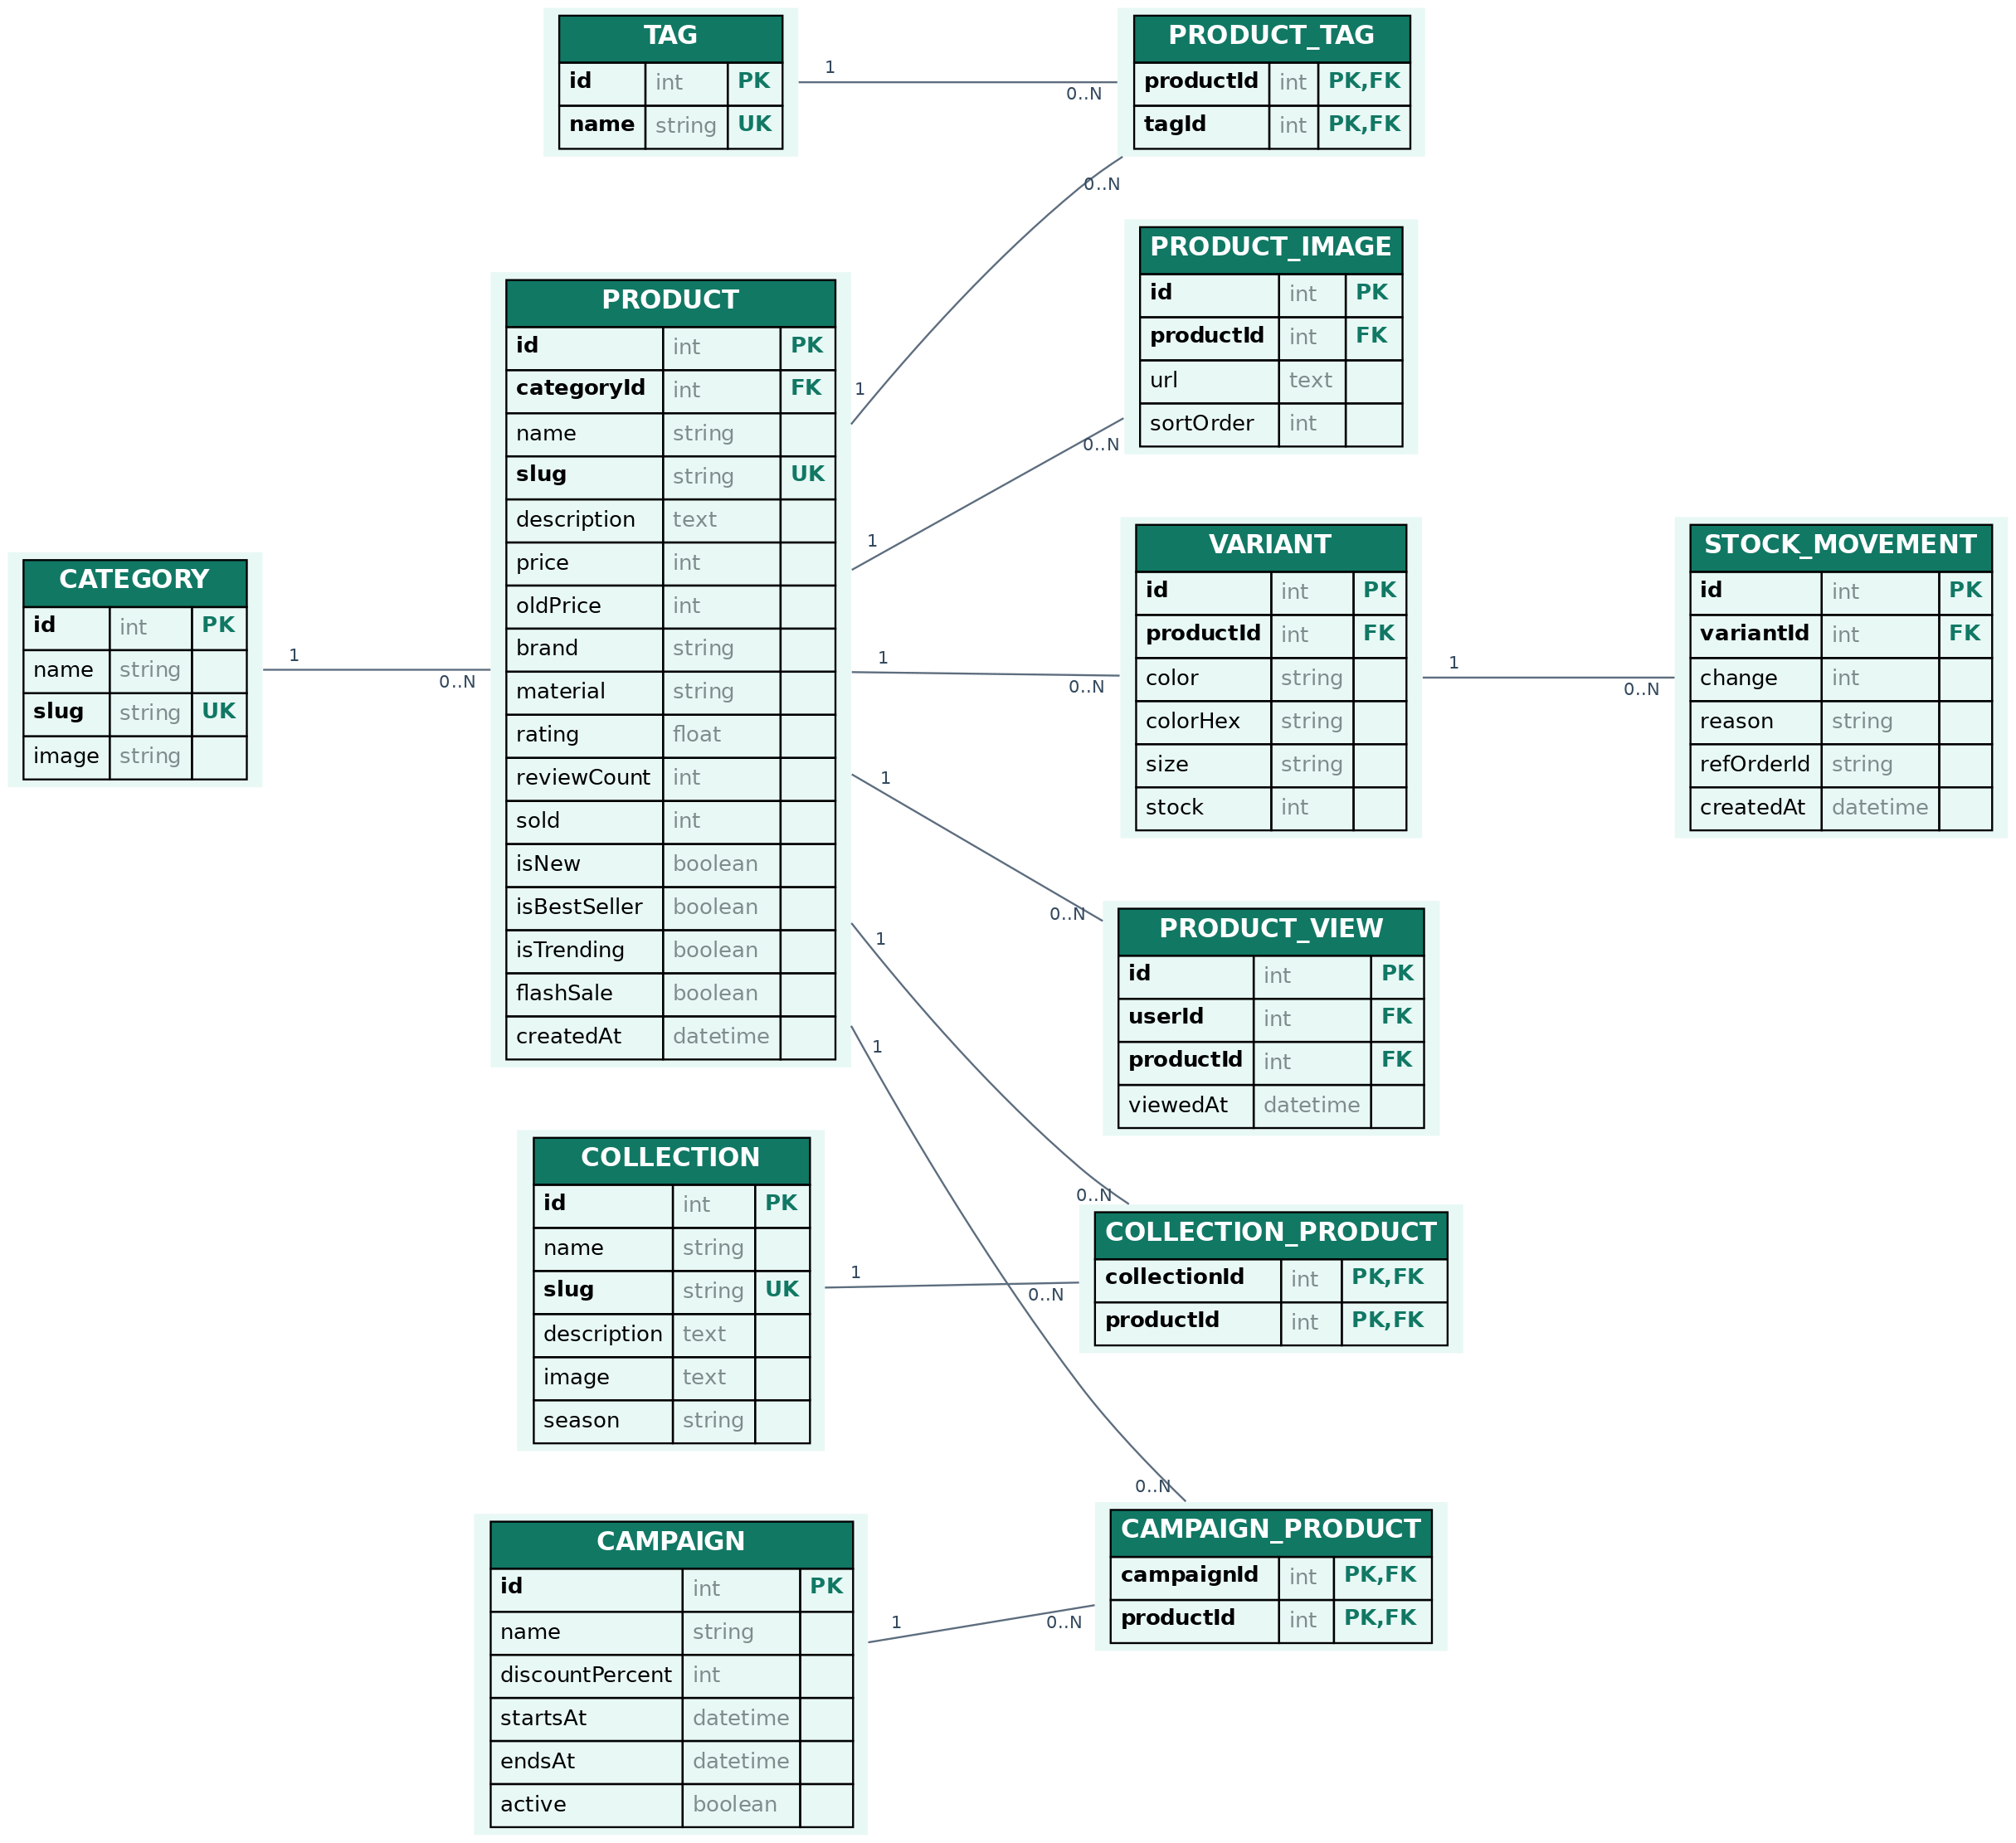 TAG
id int PK
name string UK
1
0..N
PRODUCT_TAG
productId int PK,FK
tagId int PK,FK
0..N
1
PRODUCT_IMAGE
id int PK
productId int FK
url text
sortOrder int
0..N
1
PRODUCT
id int PK
categoryId int FK
name string
slug string UK
description text
price int
oldPrice int
brand string
material string
rating float
reviewCount int
sold int
isNew boolean
isBestSeller boolean
isTrending boolean
flashSale boolean
createdAt datetime
CATEGORY
id int PK
name string
slug string UK
image string
1
0..N
1
0..N
VARIANT
id int PK
productId int FK
color string
colorHex string
size string
stock int
1
0..N
STOCK_MOVEMENT
id int PK
variantId int FK
change int
reason string
refOrderId string
createdAt datetime
1
0..N
PRODUCT_VIEW
id int PK
userId int FK
productId int FK
viewedAt datetime
1
0..N
1
0..N
COLLECTION
id int PK
name string
slug string UK
description text
image text
season string
1
0..N
COLLECTION_PRODUCT
collectionId int PK,FK
productId int PK,FK
CAMPAIGN
id int PK
name string
discountPercent int
startsAt datetime
endsAt datetime
active boolean
1
0..N
CAMPAIGN_PRODUCT
campaignId int PK,FK
productId int PK,FK